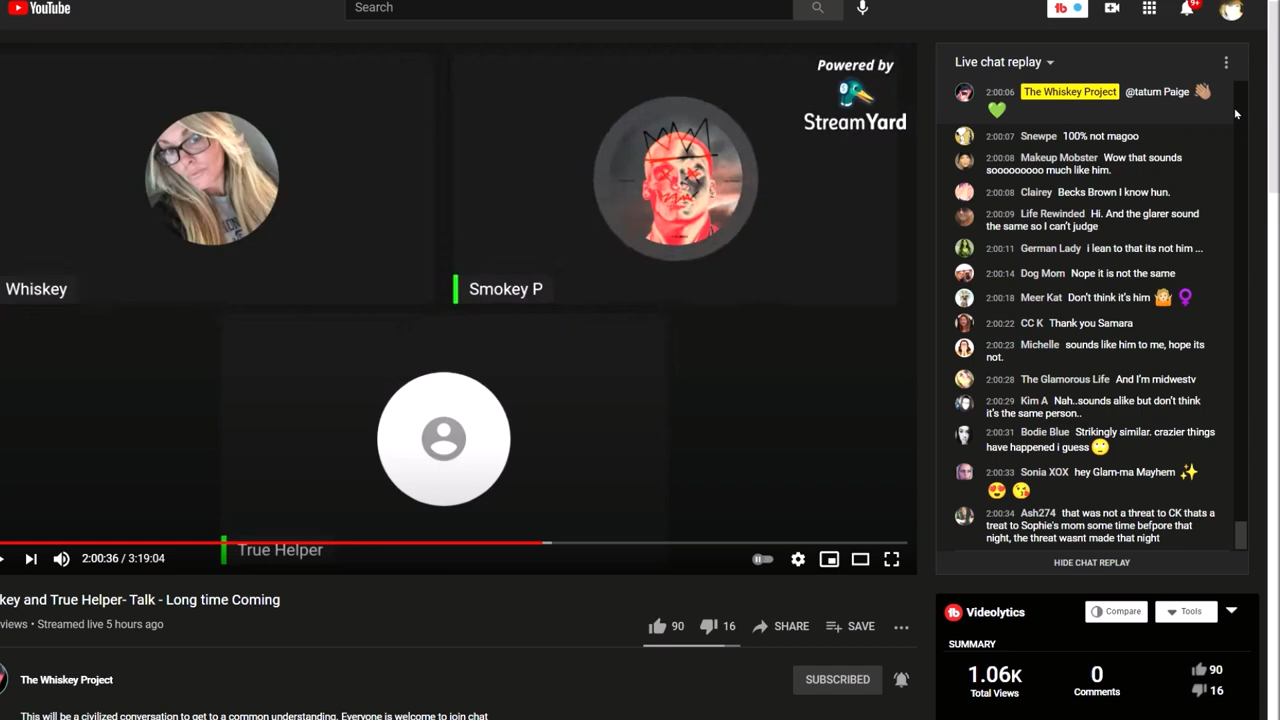 YouTube
Search
9+
Powered by
StreamYard
Whiskey
Smokey P
True Helper
2:00:36 / 3:19:04
key and True Helper- Talk - Long time Coming
views • Streamed live 5 hours ago
90
16
SHARE
SAVE
The Whiskey Project
SUBSCRIBED
This will be a civilized conversation to get to a common understanding. Everyone is welcome to join chat
Live chat replay
2:00:06 The Whiskey Project @tatum Paige 👋🏽
💚
2:00:07 Snewpe 100% not magoo
2:00:08 Makeup Mobster Wow that sounds
sooooooooo much like him.
2:00:08 Clairey Becks Brown I know hun.
2:00:09 Life Rewinded Hi. And the glarer sound
the same so I can't judge
2:00:11 German Lady i lean to that its not him ...
2:00:14 Dog Mom Nope it is not the same
2:00:18 Meer Kat Don't think it's him 🤷 ♀
2:00:22 CC K Thank you Samara
2:00:23 Michelle sounds like him to me, hope its
not.
2:00:28 The Glamorous Life And I'm midwestv
2:00:29 Kim A Nah..sounds alike but don't think
it's the same person..
2:00:31 Bodie Blue Strikingly similar. crazier things
have happened i guess 🙄
2:00:33 Sonia XOX hey Glam-ma Mayhem ✨
😍 😘
2:00:34 Ash274 that was not a threat to CK thats a
treat to Sophie's mom some time befpore that
night, the threat wasnt made that night
HIDE CHAT REPLAY
tb Videolytics
Compare
Tools
SUMMARY
1.06K
Total Views
0
Comments
90
16